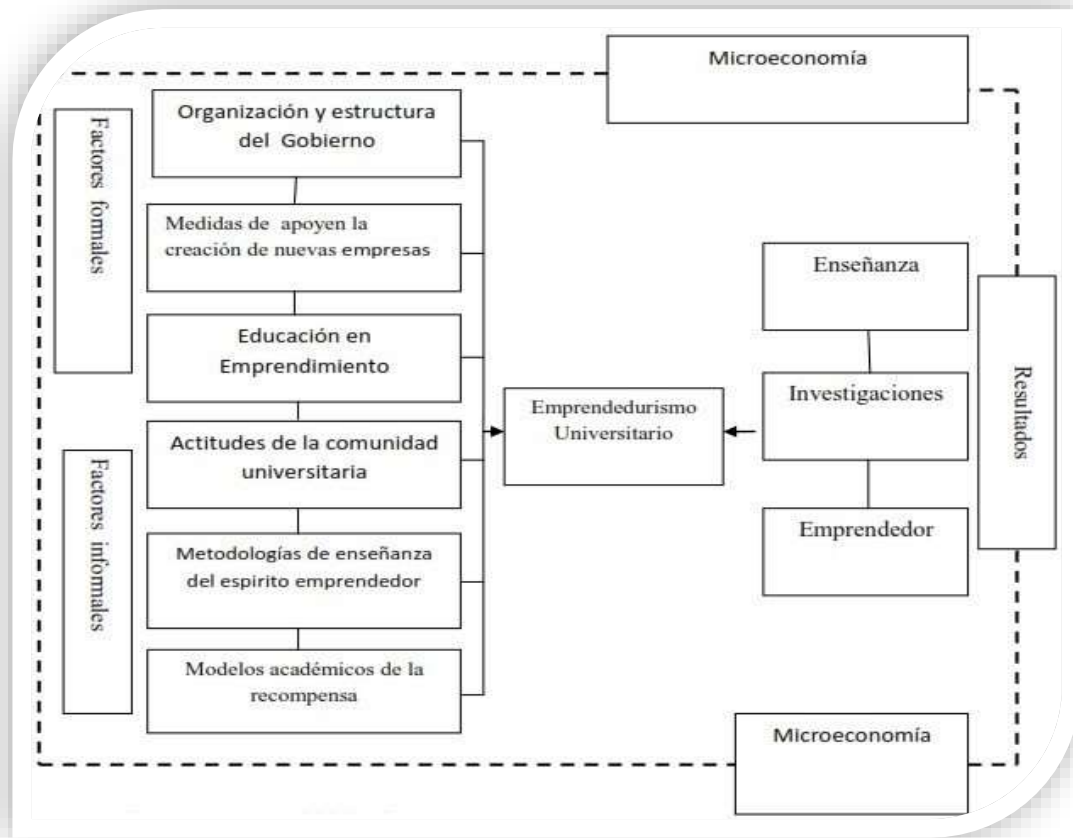 Microeconomía
Factores formales
Organización y estructura
del Gobierno
Medidas de apoyen la
creación de nuevas empresas
Educación en
Emprendimiento
Factores informales
Actitudes de la comunidad
universitaria
Metodologías de enseñanza
del espirito emprendedor
Modelos académicos de la
recompensa
Emprendedurismo
Universitario
Enseñanza
Investigaciones
Emprendedor
Resultados
Microeconomía